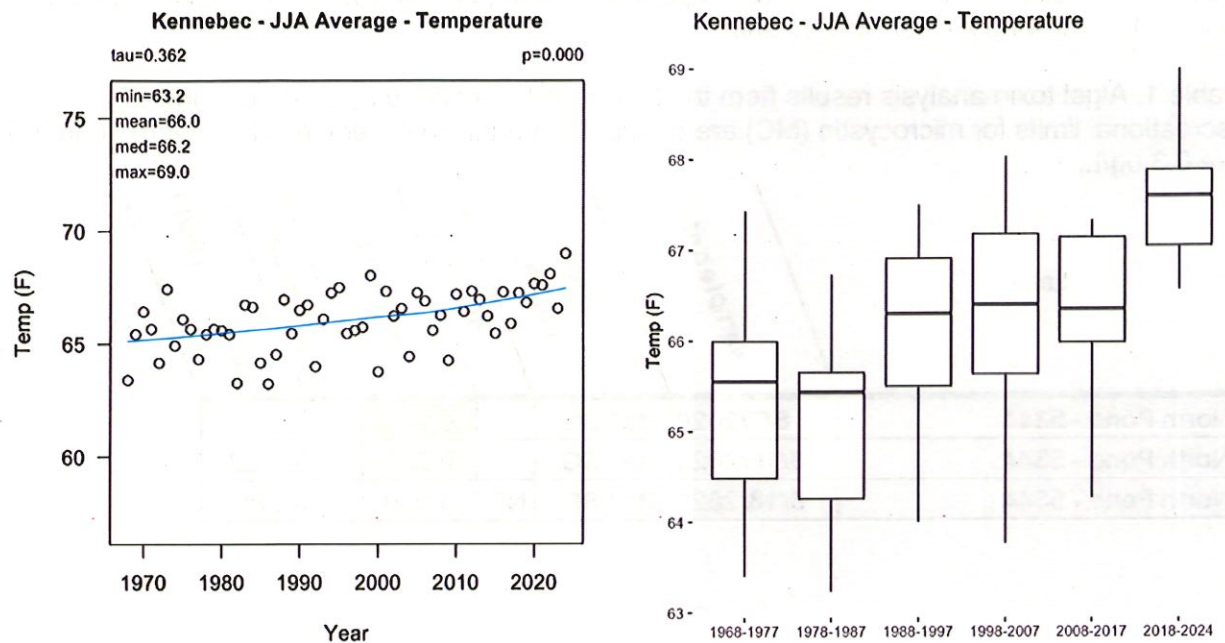 Kennebec - JJA Average - Temperature
tau=0.362 p=0.000
min=63.2
mean=66.0
med=66.2
max=69.0
75
70
65
60
Temp (F)
1970 1980 1990 2000 2010 2020
Year
Kennebec - JJA Average - Temperature
69
68
67
66
65
64
63
Temp (F)
1968-1977 1978-1987 1988-1997 1998-2007 2008-2017 2018-2024